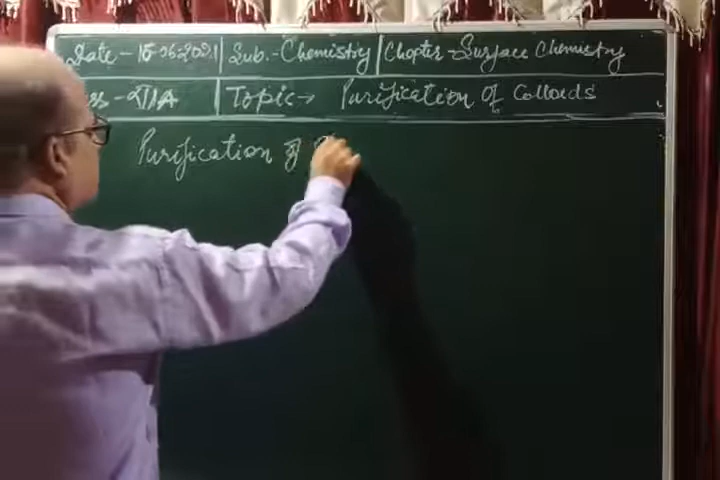 Date - 15-06-2021 Sub. - Chemistry Chapter - Surface Chemistry
Topic → Purification of Colloids
Purification of